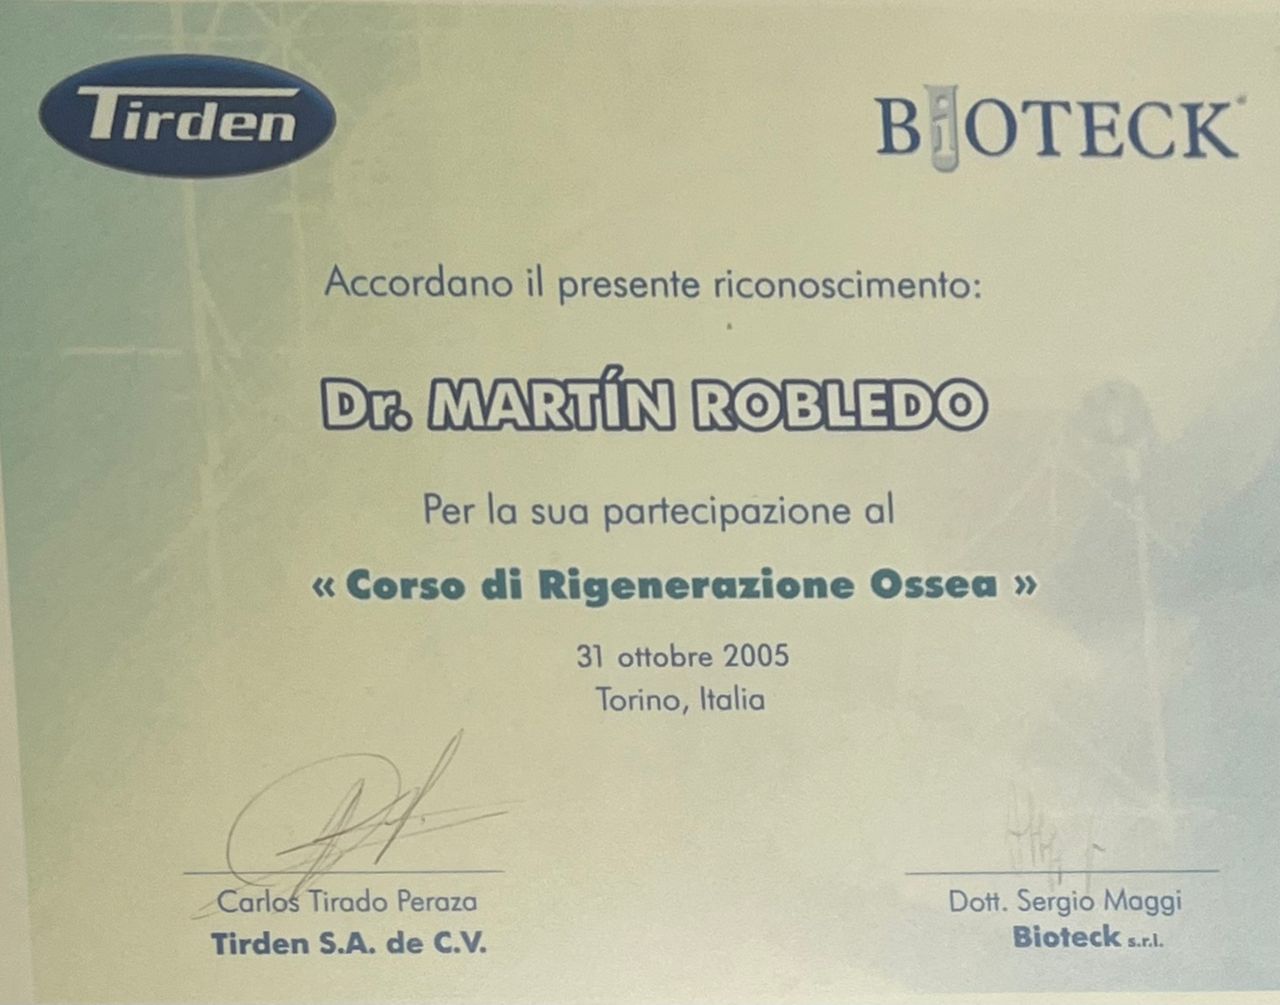 Tirden
BiOTECK
Accordano il presente riconoscimento:
Dr. MARTÍN ROBLEDO
Per la sua partecipazione al
« Corso di Rigenerazione Ossea »
31 ottobre 2005
Torino, Italia
Carlos Tirado Peraza
Tirden S.A. de C.V.
Dott. Sergio Maggi
Bioteck s.r.l.